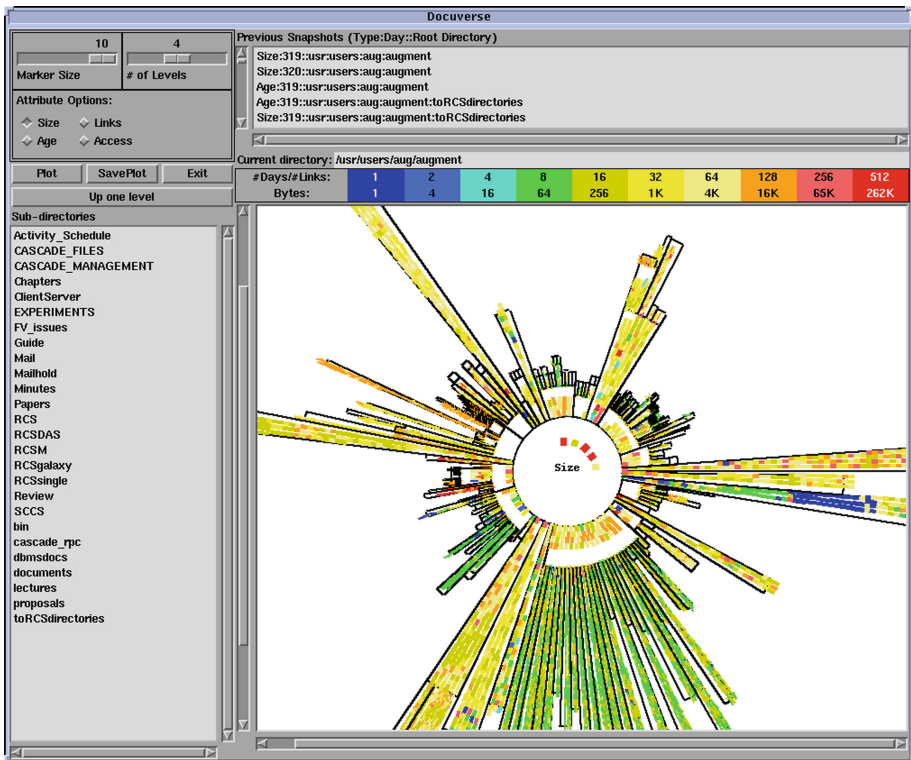 Docuverse
10
4
Marker Size
# of Levels
Attribute Options:
Size
Links
Age
Access
Plot
SavePlot
Exit
Up one level
Sub-directories
Activity_Schedule
CASCADE_FILES
CASCADE_MANAGEMENT
Chapters
ClientServer
EXPERIMENTS
FV_issues
Guide
Mail
Mailhold
Minutes
Papers
RCS
RCSDAS
RCSM
RCSgalaxy
RCSsingle
Review
SCCS
bin
cascade_rpc
dbmsdocs
documents
lectures
proposals
toRCSdirectories
Previous Snapshots (Type:Day::Root Directory)
Size:319::usr:users:aug:augment
Size:320::usr:users:aug:augment
Age:319::usr:users:aug:augment
Age:319::usr:users:aug:augment:toRCSdirectories
Size:319::usr:users:aug:augment:toRCSdirectories
Current directory: /usr/users/aug/augment
#Days/#Links: 1 2 4 8 16 32 64 128 256 512
Bytes: 1 4 16 64 256 1K 4K 16K 65K 262K
Size